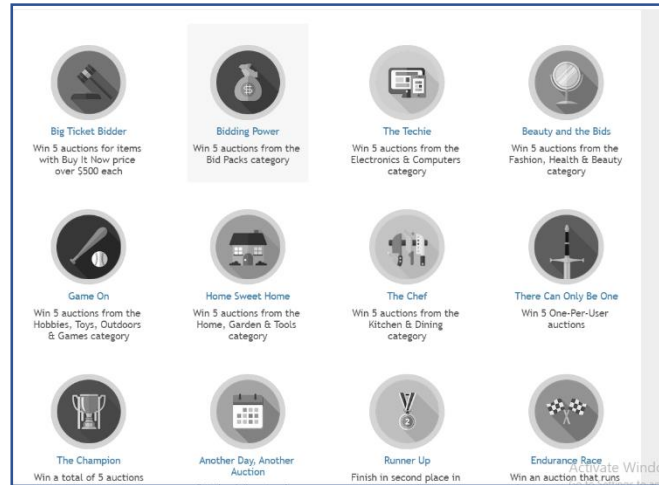 $
Big Ticket Bidder
Win 5 auctions for items
with Buy It Now price
over $500 each
Bidding Power
Win 5 auctions from the
Bid Packs category
The Techie
Win 5 auctions from the
Electronics & Computers
category
Beauty and the Bids
Win 5 auctions from the
Fashion, Health & Beauty
category
Game On
Win 5 auctions from the
Hobbies, Toys, Outdoors
& Games category
Home Sweet Home
Win 5 auctions from the
Home, Garden & Tools
category
The Chef
Win 5 auctions from the
Kitchen & Dining
category
There Can Only Be One
Win 5 One-Per-User
auctions
The Champion
Win a total of 5 auctions
Another Day, Another
Auction
2
Runner Up
Finish in second place in
Endurance Race
Win an auction that runs
Activate Windo